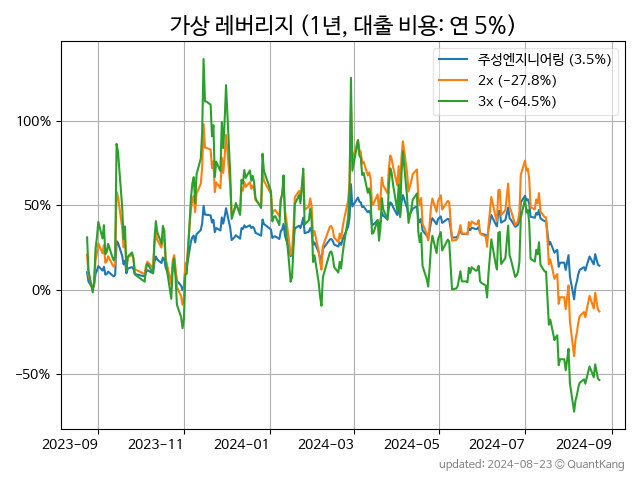 가상 레버리지 (1년, 대출 비용: 연 5%)
주성엔지니어링 (3.5%)
2x (−27.8%)
3x (−64.5%)
100%
50%
0%
−50%
2023-09 2023-11 2024-01 2024-03 2024-05 2024-07 2024-09
updated: 2024-08-23 © QuantKang